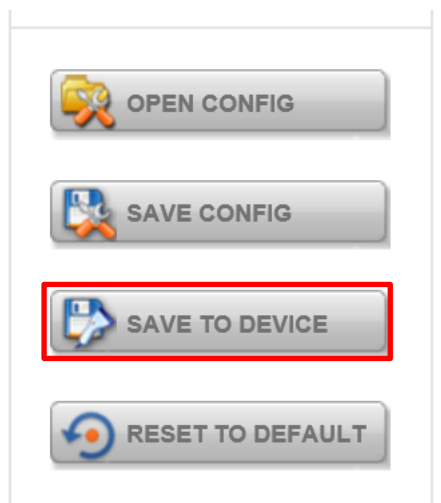 OPEN CONFIG
SAVE CONFIG
SAVE TO DEVICE
RESET TO DEFAULT